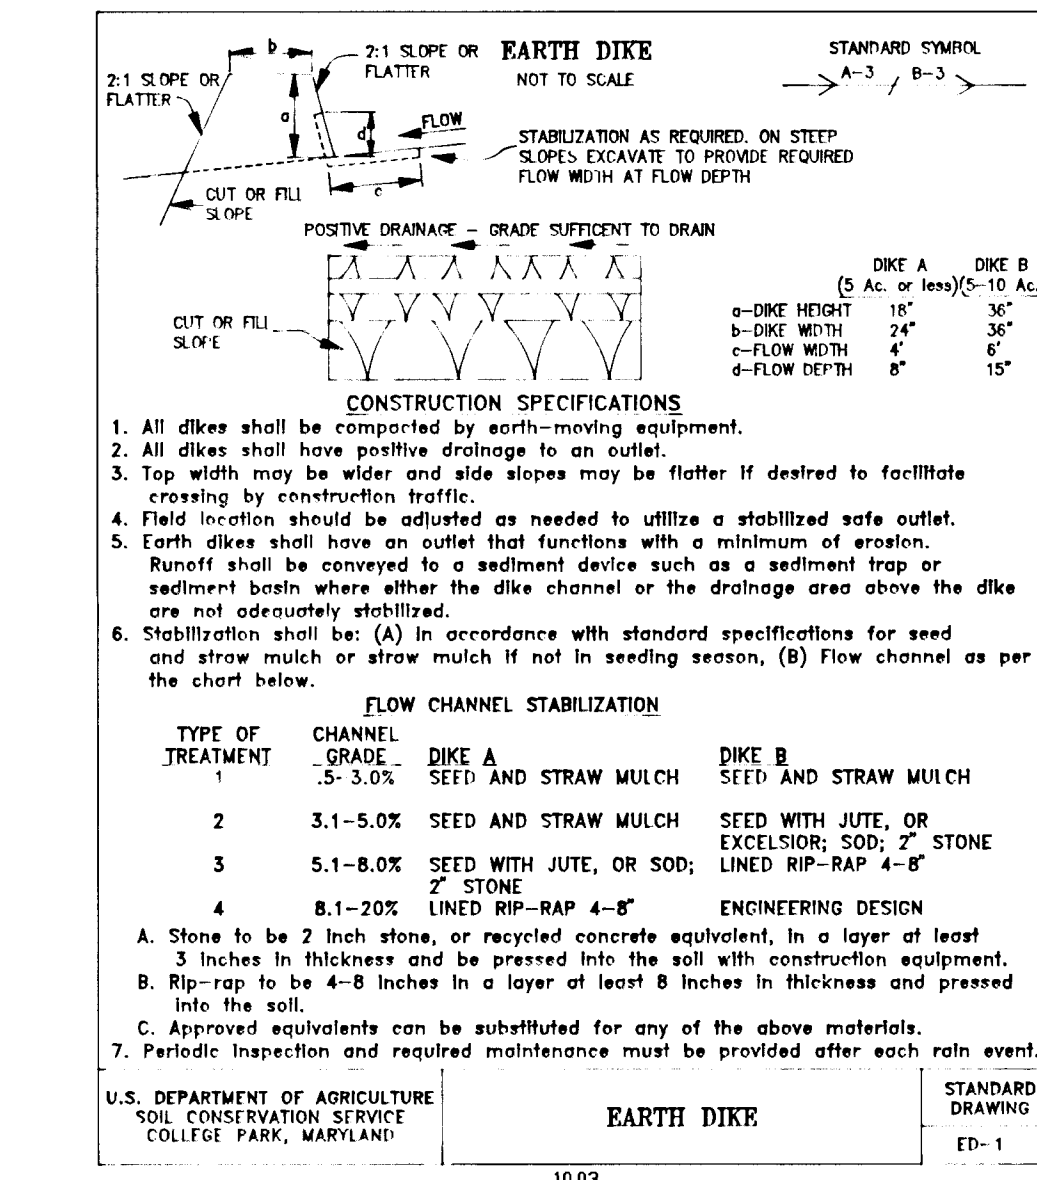 EARTH DIKE
NOT TO SCALE
b
2:1 SLOPE OR
FLATTER
2:1 SLOPE OR
FLATTER
a
d
FLOW
c
CUT OR FILL
SLOPE
STABILIZATION AS REQUIRED. ON STEEP
SLOPES EXCAVATE TO PROVIDE REQUIRED
FLOW WIDTH AT FLOW DEPTH
STANDARD SYMBOL
A-3 / B-3
POSITIVE DRAINAGE - GRADE SUFFICENT TO DRAIN
CUT OR FILL
SLOPE
DIKE A DIKE B
(5 Ac. or less)(5-10 Ac.
a-DIKE HEIGHT 18" 36"
b-DIKE WIDTH 24" 36"
c-FLOW WIDTH 4' 6'
d-FLOW DEPTH 8" 15"
CONSTRUCTION SPECIFICATIONS
1. All dikes shall be compacted by earth-moving equipment.
2. All dikes shall have positive drainage to an outlet.
3. Top width may be wider and side slopes may be flatter if desired to facilitate
crossing by construction traffic.
4. Field location should be adjusted as needed to utilize a stabilized safe outlet.
5. Earth dikes shall have an outlet that functions with a minimum of erosion.
Runoff shall be conveyed to a sediment device such as a sediment trap or
sediment basin where either the dike channel or the drainage area above the dike
are not adequately stabilized.
6. Stabilization shall be: (A) in accordance with standard specifications for seed
and straw mulch or straw mulch if not in seeding season, (B) Flow channel as per
the chart below.
FLOW CHANNEL STABILIZATION
TYPE OF CHANNEL
TREATMENT GRADE DIKE A DIKE B
1 .5- 3.0% SEED AND STRAW MULCH SEED AND STRAW MULCH
2 3.1-5.0% SEED AND STRAW MULCH SEED WITH JUTE, OR
EXCELSIOR; SOD; 2" STONE
3 5.1-8.0% SEED WITH JUTE, OR SOD; LINED RIP-RAP 4-8"
2" STONE
4 8.1-20% LINED RIP-RAP 4-8" ENGINEERING DESIGN
A. Stone to be 2 inch stone, or recycled concrete equivalent, in a layer at least
3 inches in thickness and be pressed into the soil with construction equipment.
B. Rip-rap to be 4-8 inches in a layer at least 8 inches in thickness and pressed
into the soil.
C. Approved equivalents can be substituted for any of the above materials.
7. Periodic inspection and required maintenance must be provided after each rain event.
U.S. DEPARTMENT OF AGRICULTURE
SOIL CONSERVATION SERVICE
COLLEGE PARK, MARYLAND
EARTH DIKE
STANDARD
DRAWING
ED-1
10.03